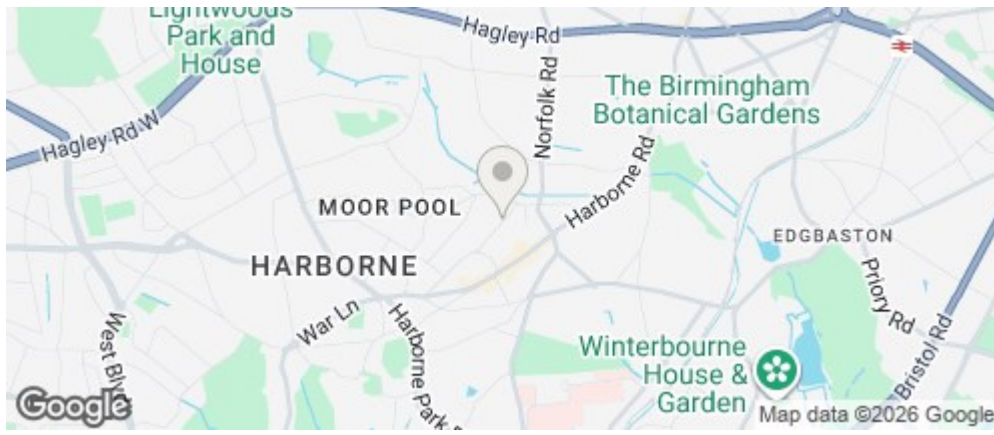 Lightwoods
Park and
House
Hagley Rd
Norfolk Rd
The Birmingham
Botanical Gardens
Hagley Rd W
MOOR POOL
Harborne Rd
EDGBASTON
HARBORNE
Priory Rd
War Ln
West Blvd
Harborne Park
Bristol Rd
Winterbourne
House &
Garden
Google
Map data ©2026 Google